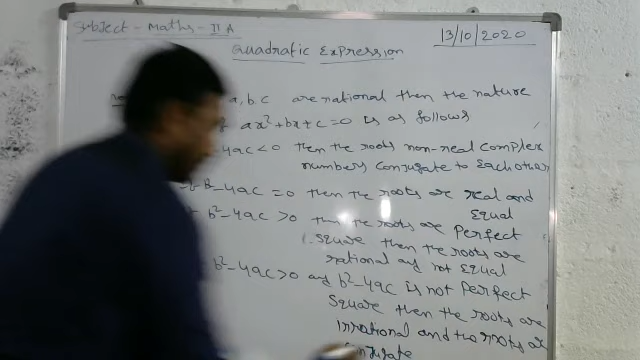 Subject - Maths - II A
13/10/2020
Quadratic Expression
a, b, c are rational then the nature
ax²+bx+c=0 is as follows
4ac<0 then the roots non-real complex
numbers conjugate to each other
b²-4ac=0 then the roots are real and
Equal
b²-4ac>0 then the roots are perfect
square then the roots are
rational and not Equal
b²-4ac>0 and b²-4ac is not perfect
square then the roots are
irrational and the roots are
conjugate